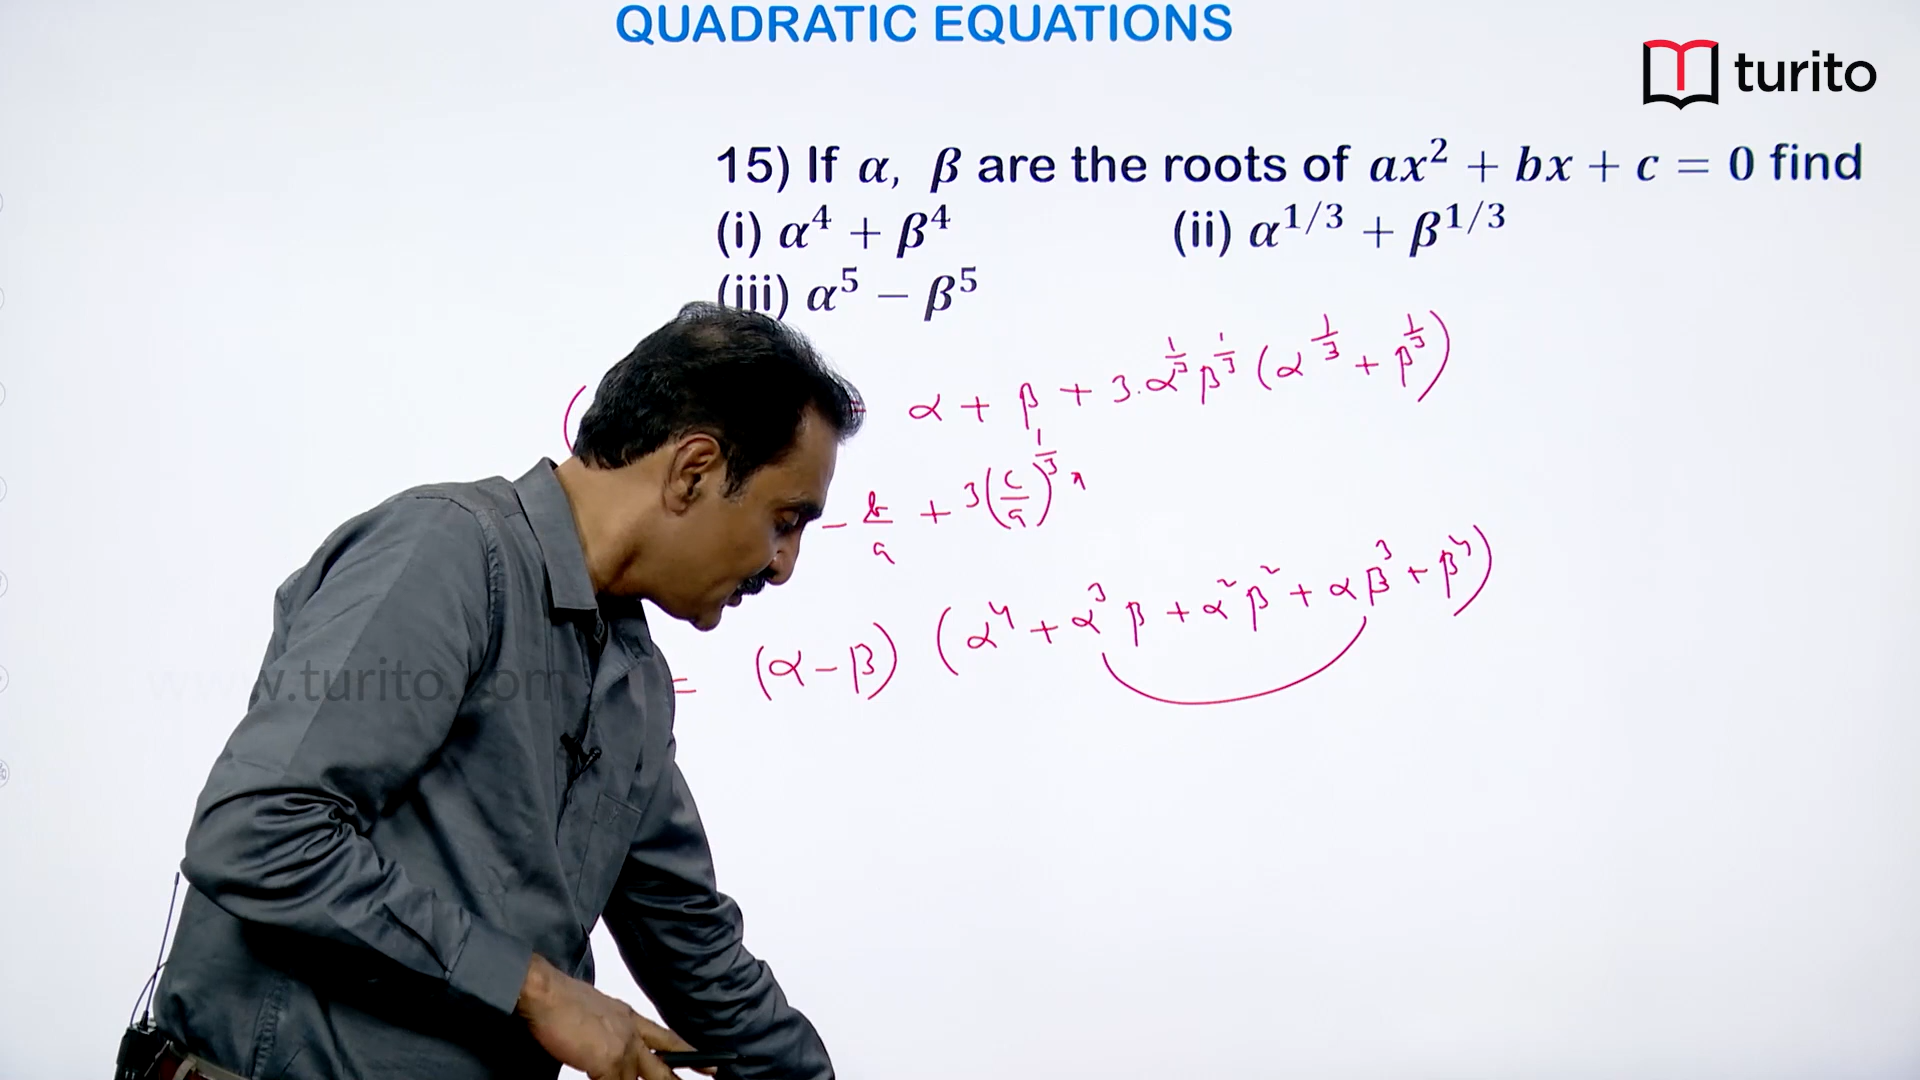 QUADRATIC EQUATIONS
turito
15) If α, β are the roots of ax² + bx + c = 0 find
(i) α⁴ + β⁴ (ii) α^1/3 + β^1/3
(iii) α⁵ − β⁵
( = α + β + 3.α^1/3 β^1/3 (α^1/3 + β^1/3)
− b/a + 3(c/a)^1/3 x
= (α − β) (α⁴ + α³β + α²β² + αβ³ + β⁴)
www.turito.com